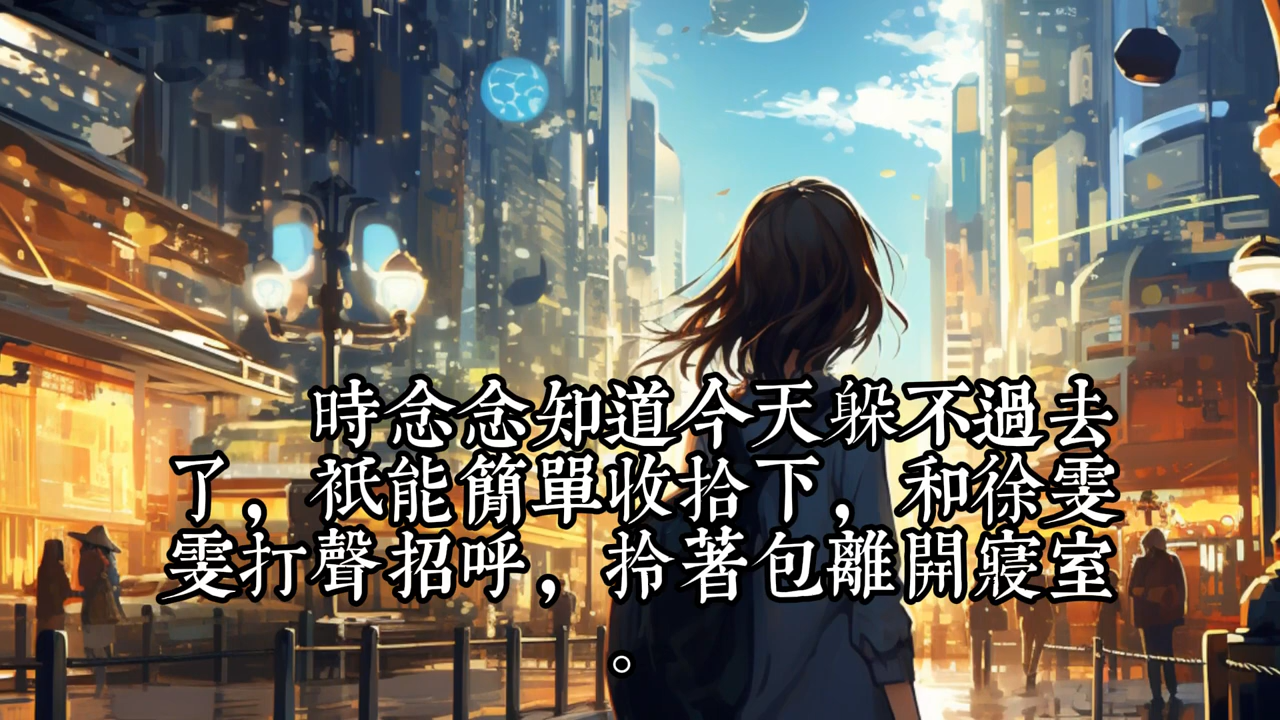 時念念知道今天躲不過去
了，祇能簡單收拾下，和徐雯
雯打聲招呼，拎著包離開寢室
。